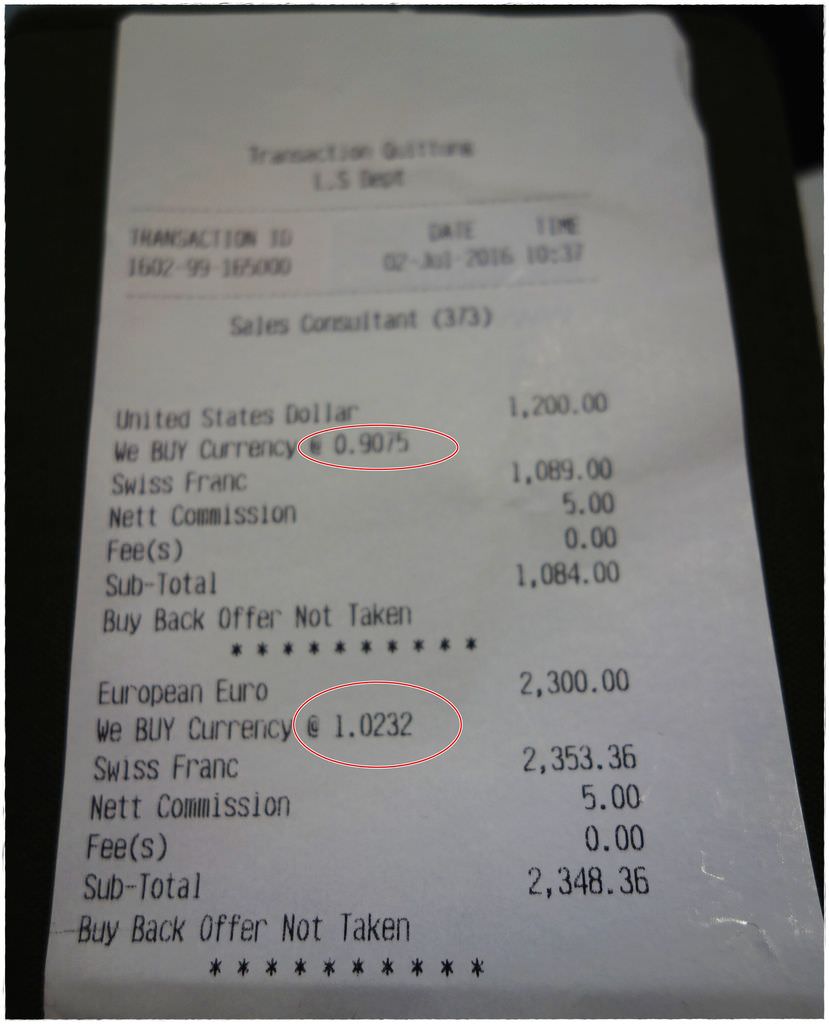 Transaction Quittung
L.S Dept
TRANSACTION ID DATE TIME
1602-99-165000 02-Jul-2016 10:37
Sales Consultant (373)
United States Dollar 1,200.00
We BUY Currency @ 0.9075
Swiss Franc 1,089.00
Nett Commission 5.00
Fee(s) 0.00
Sub-Total 1,084.00
Buy Back Offer Not Taken
* * * * * * * * * *
European Euro 2,300.00
We BUY Currency @ 1.0232
Swiss Franc 2,353.36
Nett Commission 5.00
Fee(s) 0.00
Sub-Total 2,348.36
Buy Back Offer Not Taken
* * * * * * * * * *